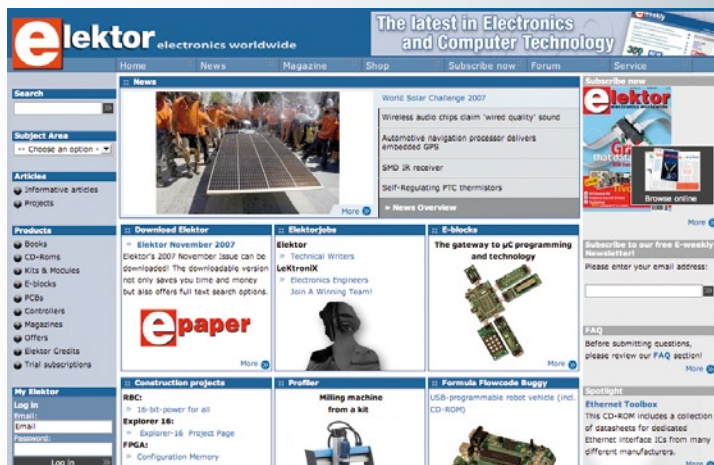 elektor electronics worldwide
The latest in Electronics
and Computer Technology
e-weekly
Home News Magazine Shop Subscribe now Forum Service
Search
Subject Area
-- Choose an option -
Articles
Informative articles
Projects
Products
Books
CD-Roms
Kits & Modules
E-blocks
PCBs
Controllers
Magazines
Offers
Elektor Credits
Trial subscriptions
My Elektor
Log in
Email:
Email
Password:
Log in
:: News
More
World Solar Challenge 2007
Wireless audio chips claim 'wired quality' sound
Automotive navigation processor delivers
embedded GPS
SMD IR receiver
Self-Regulating PTC thermistors
» News Overview
:: Download Elektor
» Elektor November 2007
Elektor's 2007 November Issue can be
downloaded! The downloadable version
not only saves you time and money
but also offers full text search options.
epaper
More
:: Elektorjobs
Elektor
» Technical Writers
LeKtroniX
» Electronics Engineers
Join A Winning Team!
:: E-blocks
The gateway to µC programming
and technology
More
:: Construction projects
R8C:
» 16-bit-power for all
Explorer 16:
» Explorer-16 Project Page
FPGA:
» Configuration Memory
:: Profiler
Milling machine
from a kit
:: Formula Flowcode Buggy
USB-programmable robot vehicle (incl.
CD-ROM)
Subscribe now
elektor
electronics worldwide
that data
Browse online
More
Subscribe to our free E-weekly
Newsletter!
Please enter your email address:
FAQ
Before submitting questions,
please review our FAQ section!
More
Spotlight
Ethernet Toolbox
This CD-ROM includes a collection
of datasheets for dedicated
Ethernet interface ICs from many
different manufacturers.
More